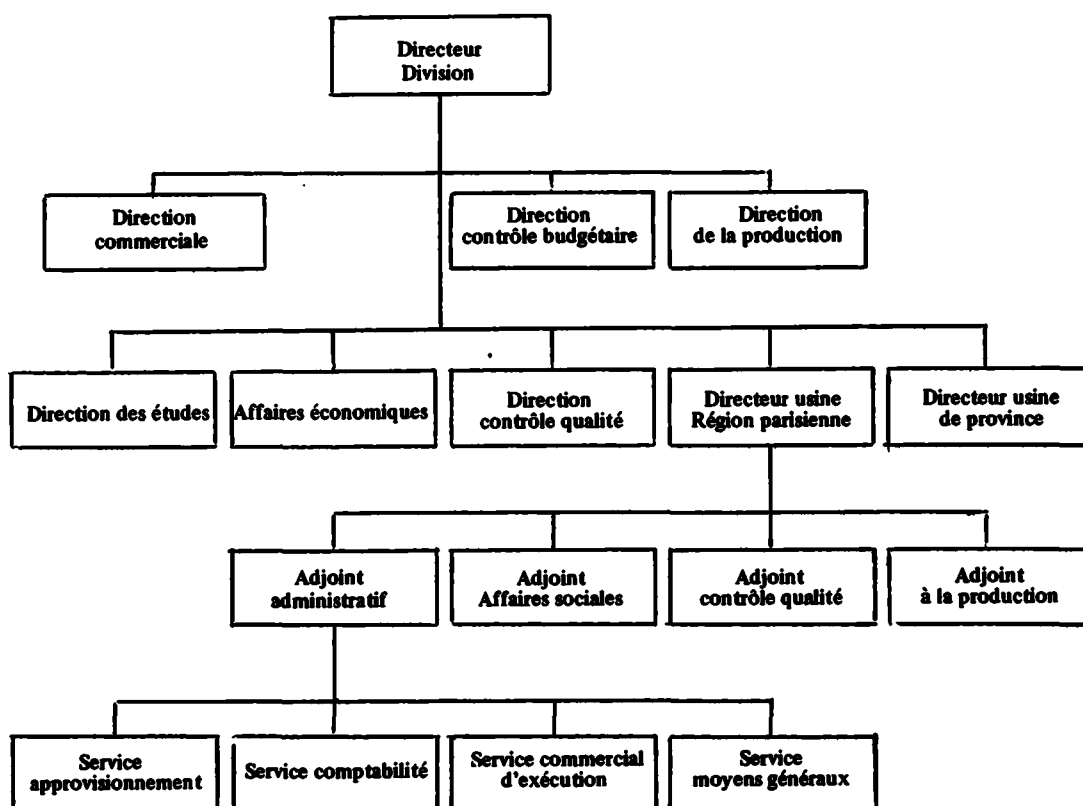 Directeur
Division
Direction
commerciale
Direction
contrôle budgétaire
Direction
de la production
Direction des études
Affaires économiques
Direction
contrôle qualité
Directeur usine
Région parisienne
Directeur usine
de province
Adjoint
administratif
Adjoint
Affaires sociales
Adjoint
contrôle qualité
Adjoint
à la production
Service
approvisionnement
Service comptabilité
Service commercial
d'exécution
Service
moyens généraux